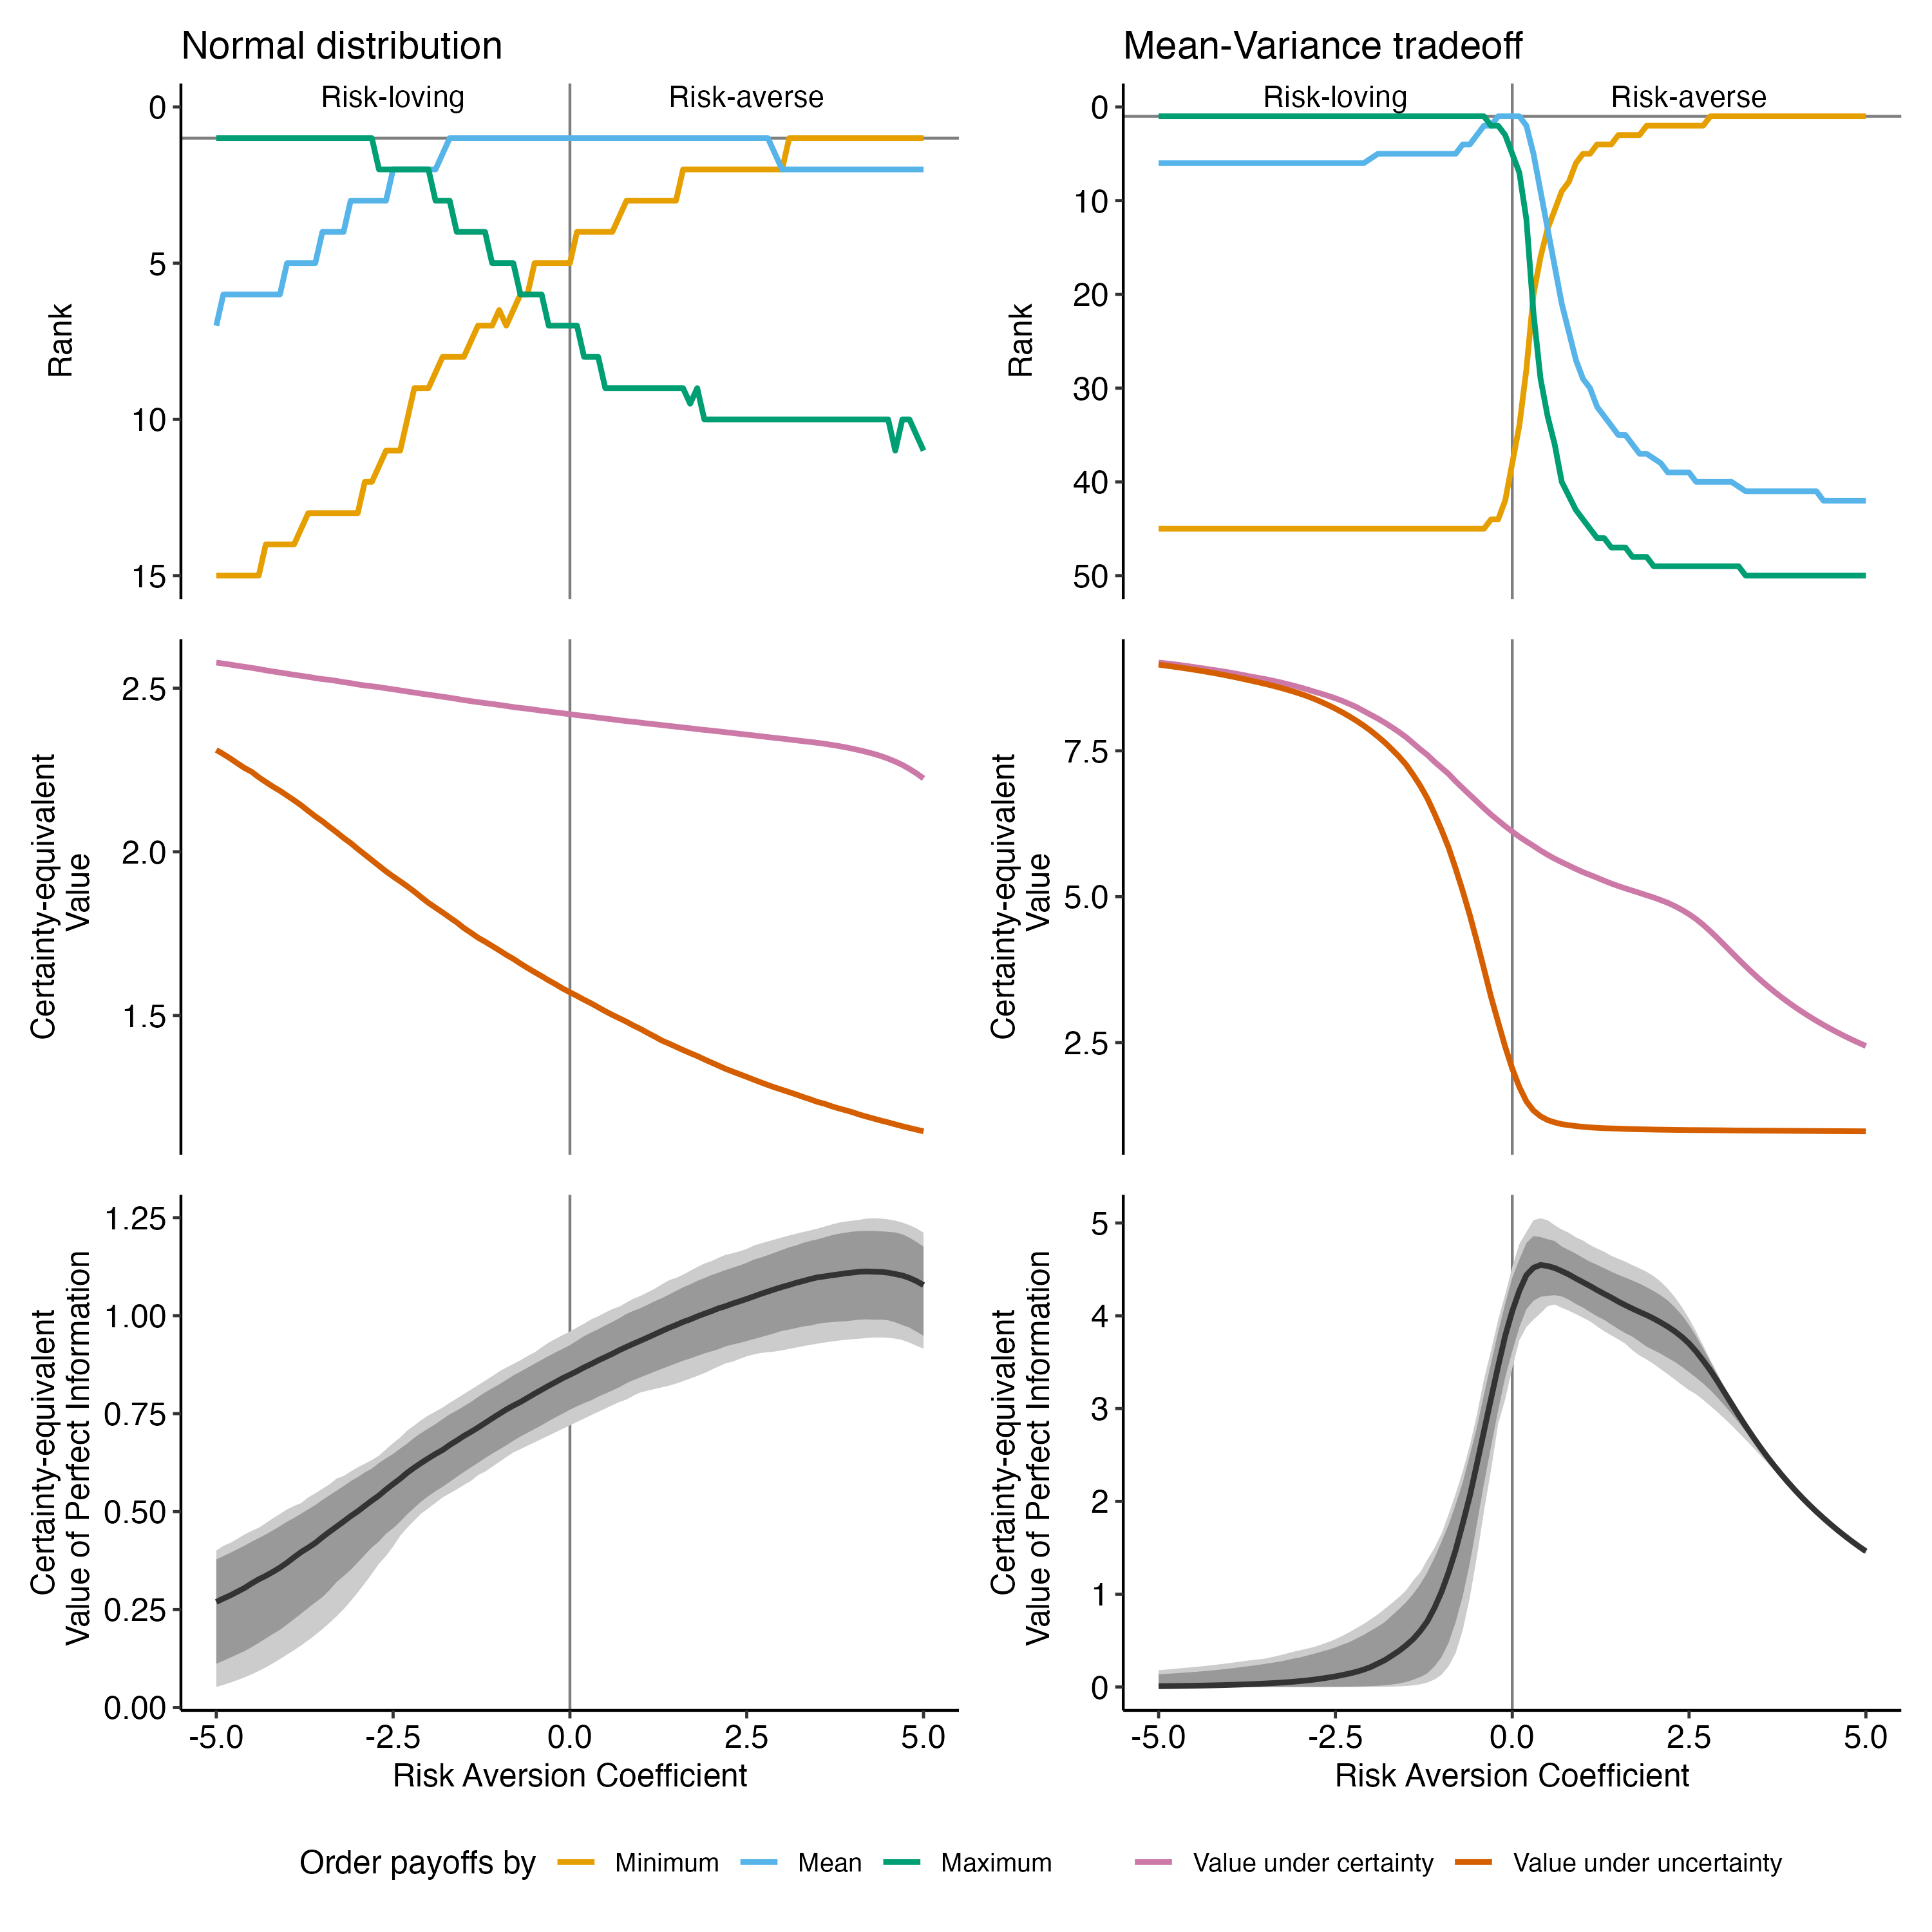 Normal distribution
Mean-Variance tradeoff
Risk-loving
Risk-averse
Risk-loving
Risk-averse
Rank
0
5
10
15
Rank
0
10
20
30
40
50
Certainty-equivalent
Value
2.5
2.0
1.5
Certainty-equivalent
Value
7.5
5.0
2.5
Certainty-equivalent
Value of Perfect Information
1.25
1.00
0.75
0.50
0.25
0.00
-5.0 -2.5 0.0 2.5 5.0
Risk Aversion Coefficient
Certainty-equivalent
Value of Perfect Information
5
4
3
2
1
0
-5.0 -2.5 0.0 2.5 5.0
Risk Aversion Coefficient
Order payoffs by Minimum Mean Maximum Value under certainty Value under uncertainty